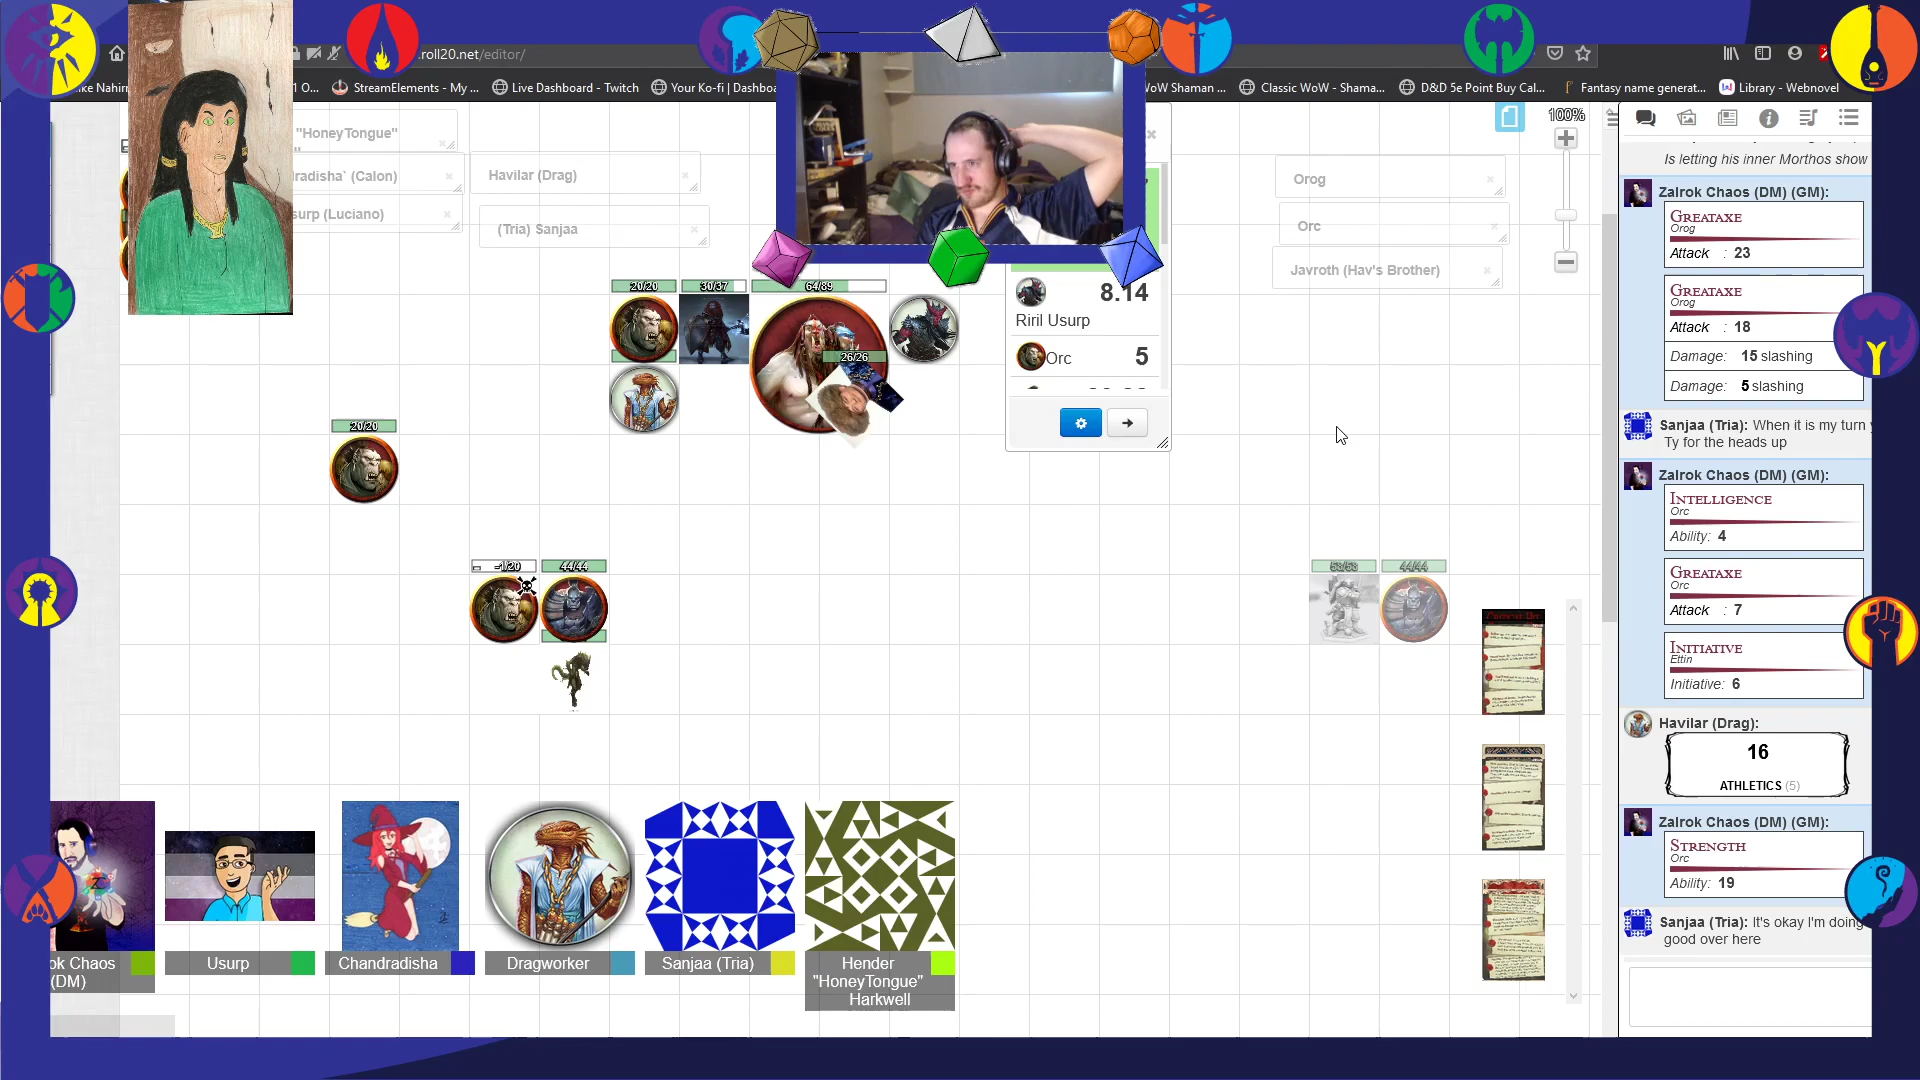 .roll20.net/editor/
ke Nahirn
1 O...
StreamElements - My ...
Live Dashboard - Twitch
Your Ko-fi | Dashboa
WoW Shaman ...
Classic WoW - Shama...
D&D 5e Point Buy Cal...
Fantasy name generat...
Library - Webnovel
100%
"HoneyTongue"
"
radisha` (Calon)
surp (Luciano)
Havilar (Drag)
(Tria) Sanjaa
Orog
Orc
Javroth (Hav's Brother)
20/20
30/37
64/89
26/26
20/20
-1/20
44/44
53/53
44/44
8.14
Riril Usurp
Orc
5
Is letting his inner Morthos show
Zalrok Chaos (DM) (GM):
GREATAXE
Orog
Attack : 23
GREATAXE
Orog
Attack : 18
Damage: 15 slashing
Damage: 5 slashing
Sanjaa (Tria): When it is my turn y
Ty for the heads up
Zalrok Chaos (DM) (GM):
INTELLIGENCE
Orc
Ability: 4
GREATAXE
Orc
Attack : 7
INITIATIVE
Ettin
Initiative: 6
Havilar (Drag):
16
ATHLETICS (5)
Zalrok Chaos (DM) (GM):
STRENGTH
Orc
Ability: 19
Sanjaa (Tria): It's okay I'm doing
good over here
ok Chaos
(DM)
Usurp
Chandradisha
Dragworker
Sanjaa (Tria)
Hender
"HoneyTongue"
Harkwell